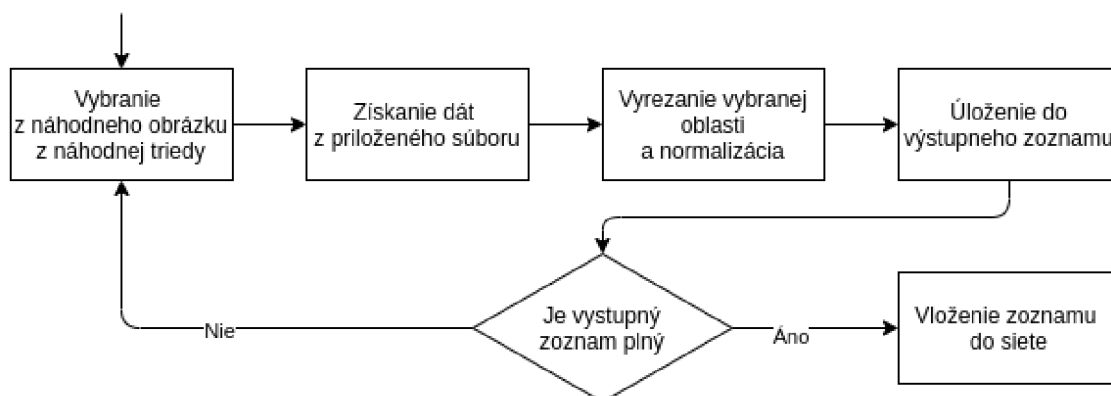 Vybranie
z náhodneho obrázku
z náhodnej triedy
Získanie dát
z priloženého súboru
Vyrezanie vybranej
oblasti
a normalizácia
Úloženie do
výstupneho zoznamu
Je vystupný
zoznam plný
Nie
Áno
Vloženie zoznamu
do siete